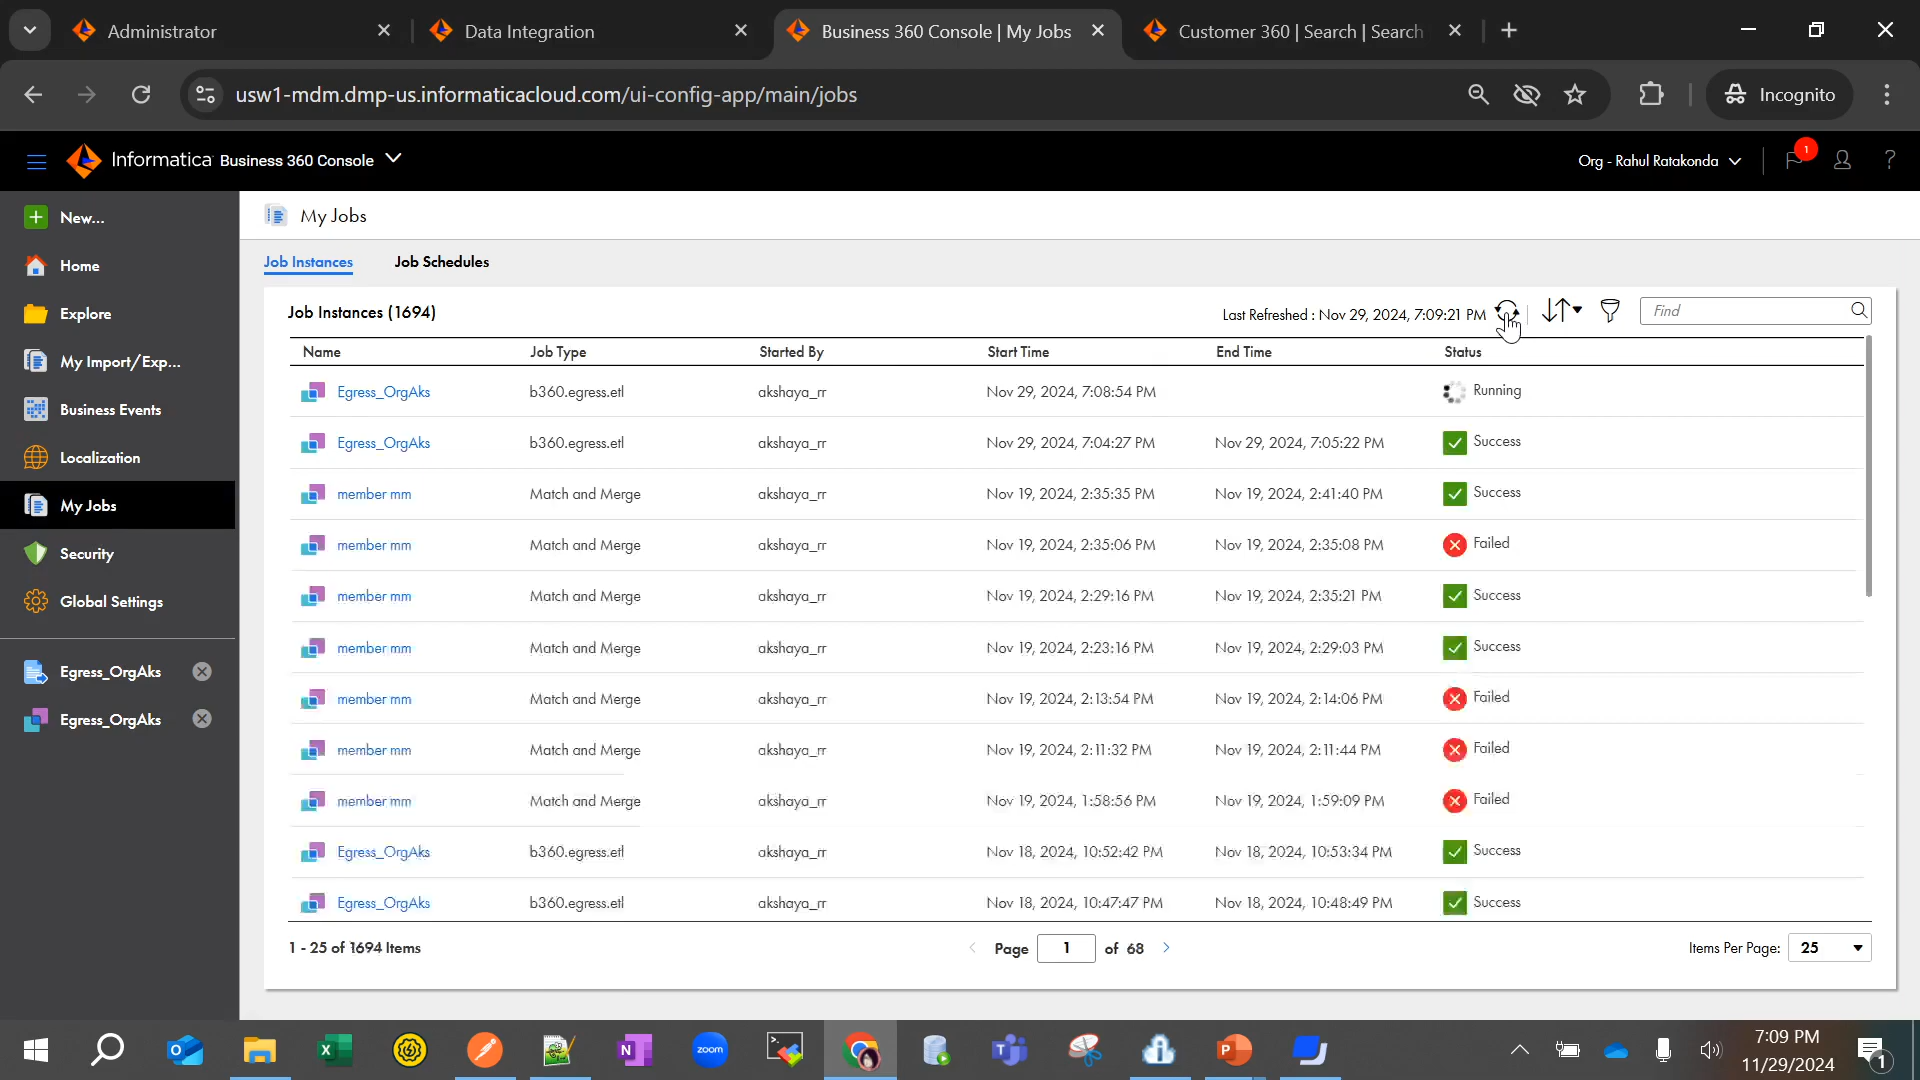 Administrator
Data Integration
Business 360 Console | My Jobs
Customer 360 | Search | Search
usw1-mdm.dmp-us.informaticacloud.com/ui-config-app/main/jobs
Incognito
Informatica Business 360 Console
Org - Rahul Ratakonda
1
?
New...
Home
Explore
My Import/Exp...
Business Events
Localization
My Jobs
Security
Global Settings
Egress_OrgAks
Egress_OrgAks
My Jobs
Job Instances Job Schedules
Job Instances (1694)
Last Refreshed : Nov 29, 2024, 7:09:21 PM
Find
Name Job Type Started By Start Time End Time Status
Egress_OrgAks b360.egress.etl akshaya_rr Nov 29, 2024, 7:08:54 PM Running
Egress_OrgAks b360.egress.etl akshaya_rr Nov 29, 2024, 7:04:27 PM Nov 29, 2024, 7:05:22 PM Success
member mm Match and Merge akshaya_rr Nov 19, 2024, 2:35:35 PM Nov 19, 2024, 2:41:40 PM Success
member mm Match and Merge akshaya_rr Nov 19, 2024, 2:35:06 PM Nov 19, 2024, 2:35:08 PM Failed
member mm Match and Merge akshaya_rr Nov 19, 2024, 2:29:16 PM Nov 19, 2024, 2:35:21 PM Success
member mm Match and Merge akshaya_rr Nov 19, 2024, 2:23:16 PM Nov 19, 2024, 2:29:03 PM Success
member mm Match and Merge akshaya_rr Nov 19, 2024, 2:13:54 PM Nov 19, 2024, 2:14:06 PM Failed
member mm Match and Merge akshaya_rr Nov 19, 2024, 2:11:32 PM Nov 19, 2024, 2:11:44 PM Failed
member mm Match and Merge akshaya_rr Nov 19, 2024, 1:58:56 PM Nov 19, 2024, 1:59:09 PM Failed
Egress_OrgAks b360.egress.etl akshaya_rr Nov 18, 2024, 10:52:42 PM Nov 18, 2024, 10:53:34 PM Success
Egress_OrgAks b360.egress.etl akshaya_rr Nov 18, 2024, 10:47:47 PM Nov 18, 2024, 10:48:49 PM Success
1 - 25 of 1694 Items
Page 1 of 68
Items Per Page: 25
zoom
7:09 PM
11/29/2024
1